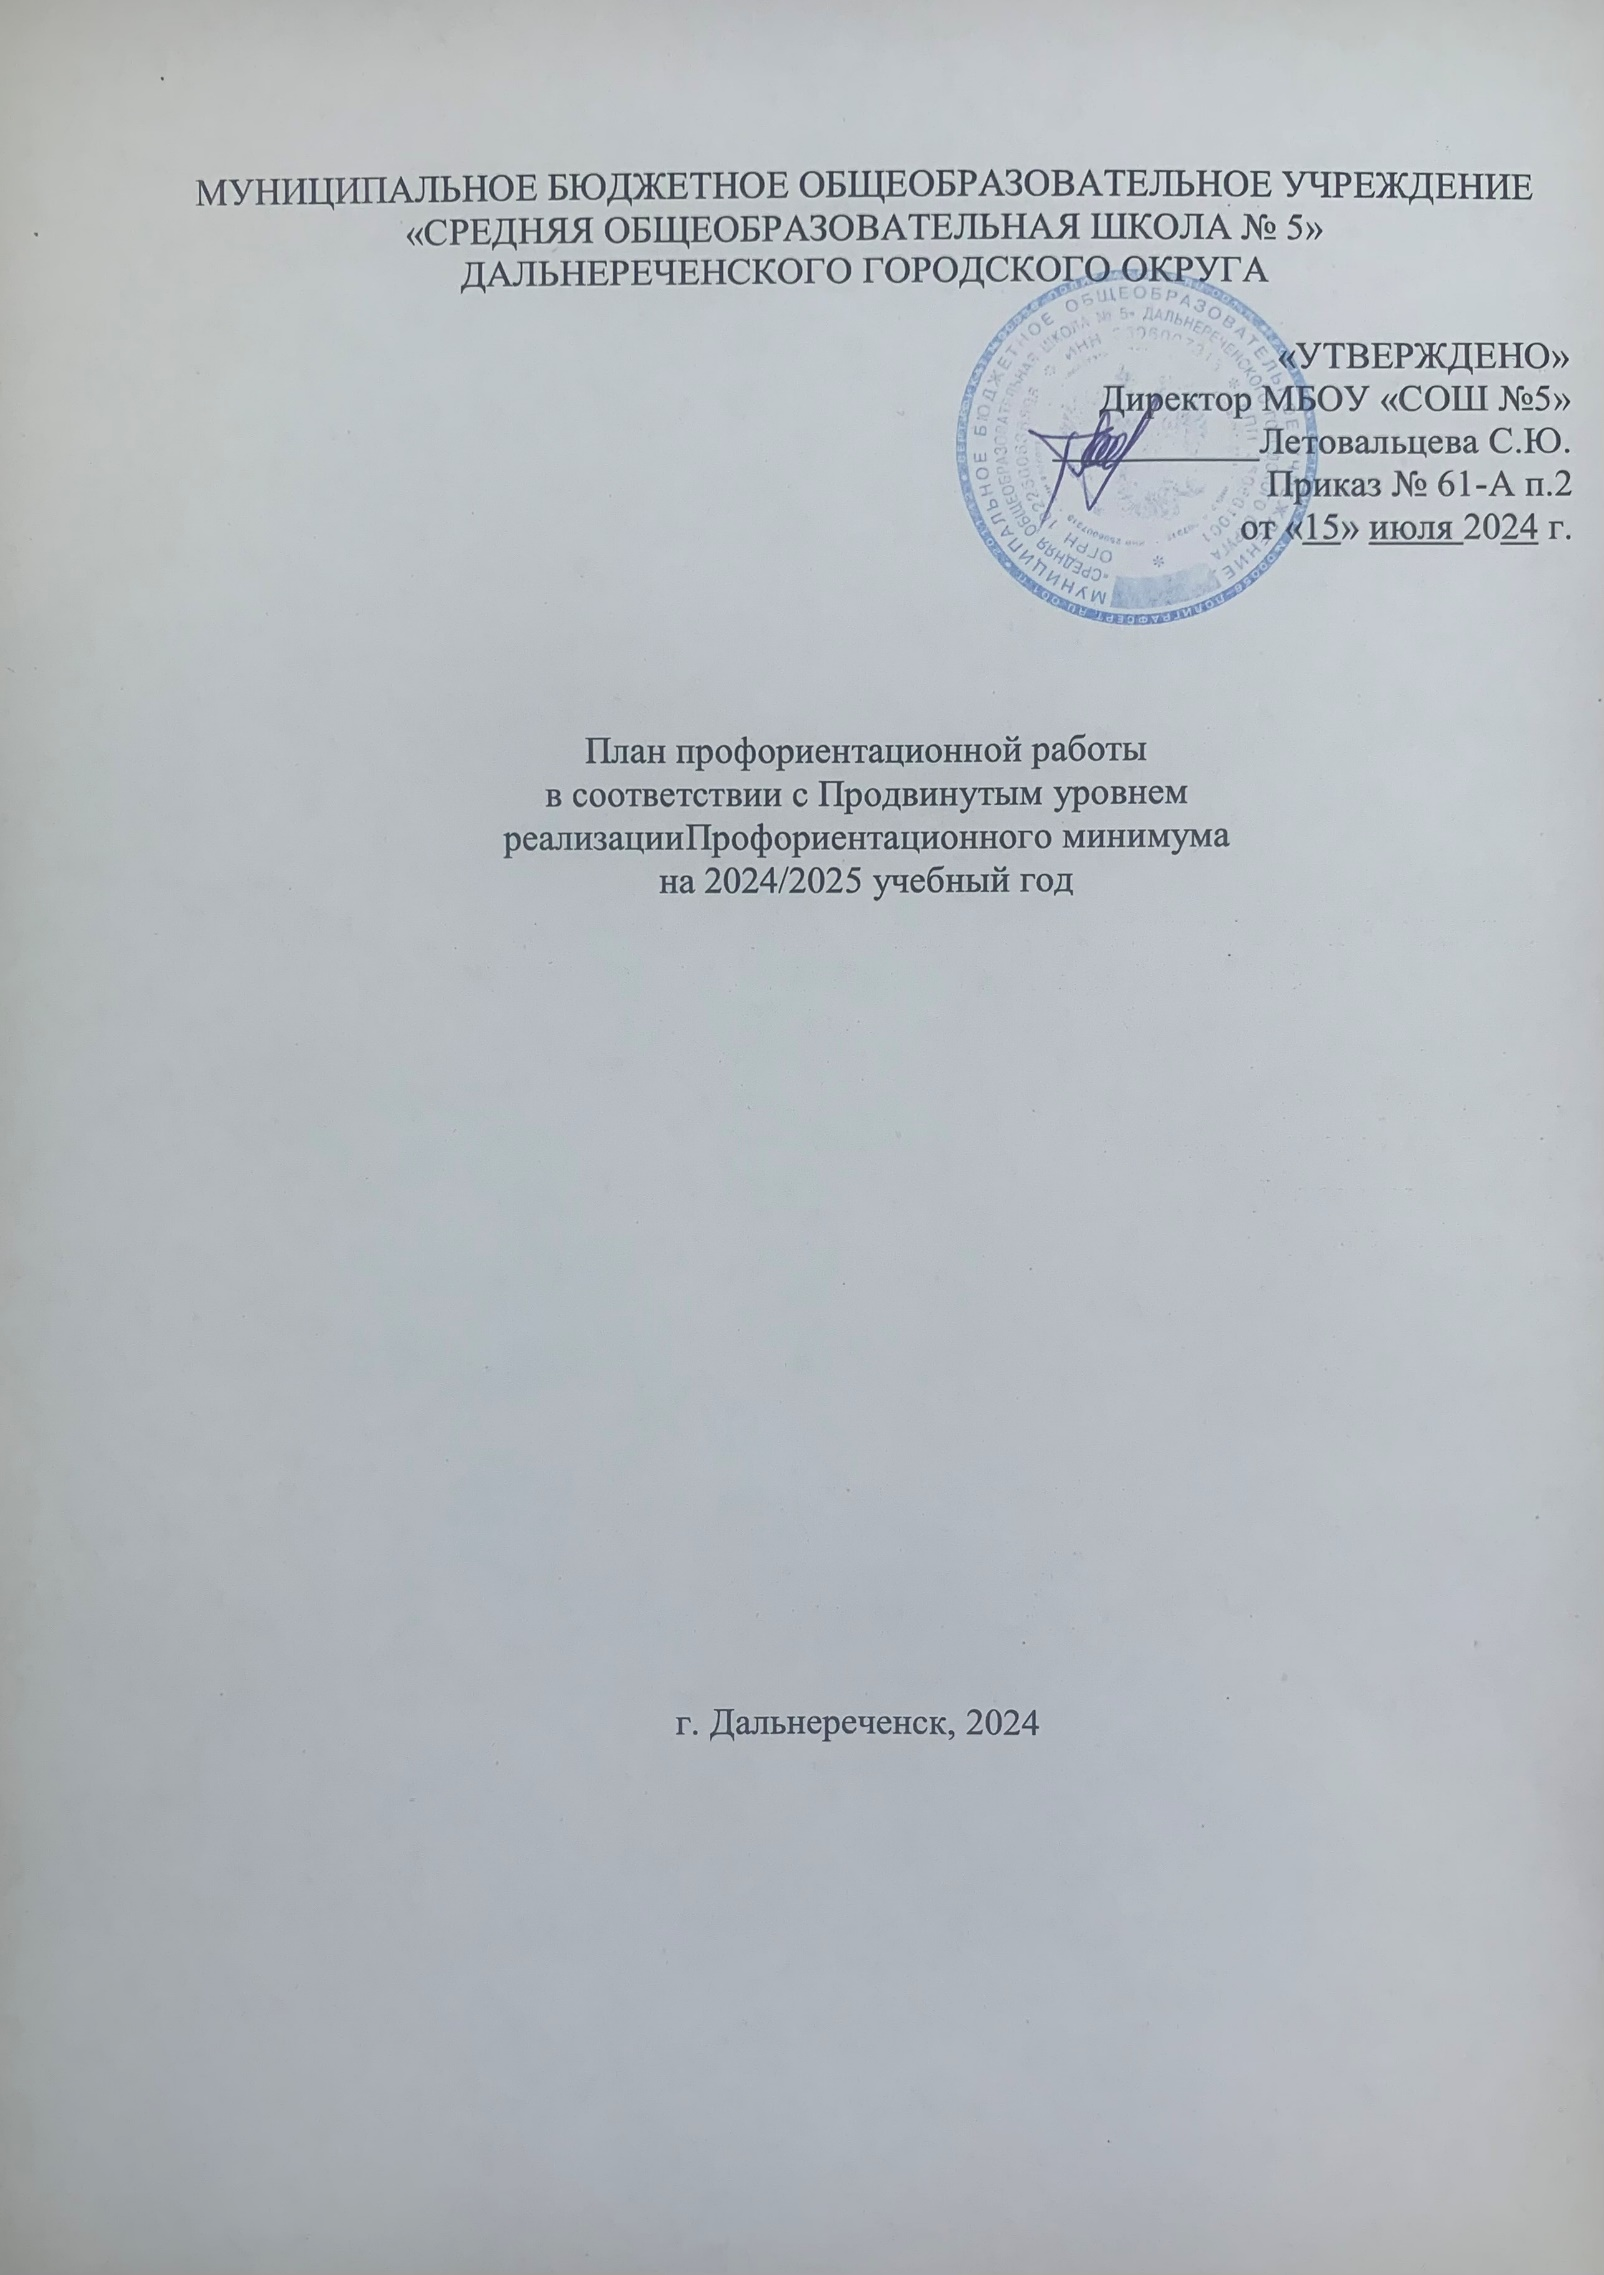 МУНИЦИПАЛЬНОЕ БЮДЖЕТНОЕ ОБЩЕОБРАЗОВАТЕЛЬНОЕ УЧРЕЖДЕНИЕ
«СРЕДНЯЯ ОБЩЕОБРАЗОВАТЕЛЬНАЯ ШКОЛА № 5»
ДАЛЬНЕРЕЧЕНСКОГО ГОРОДСКОГО ОКРУГА
«УТВЕРЖДЕНО»
Директор МБОУ «СОШ №5»
Летовальцева С.Ю.
Приказ № 61-А п.2
от «15» июля 2024 г.
План профориентационной работы
в соответствии с Продвинутым уровнем
реализацииПрофориентационного минимума
на 2024/2025 учебный год
г. Дальнереченск, 2024